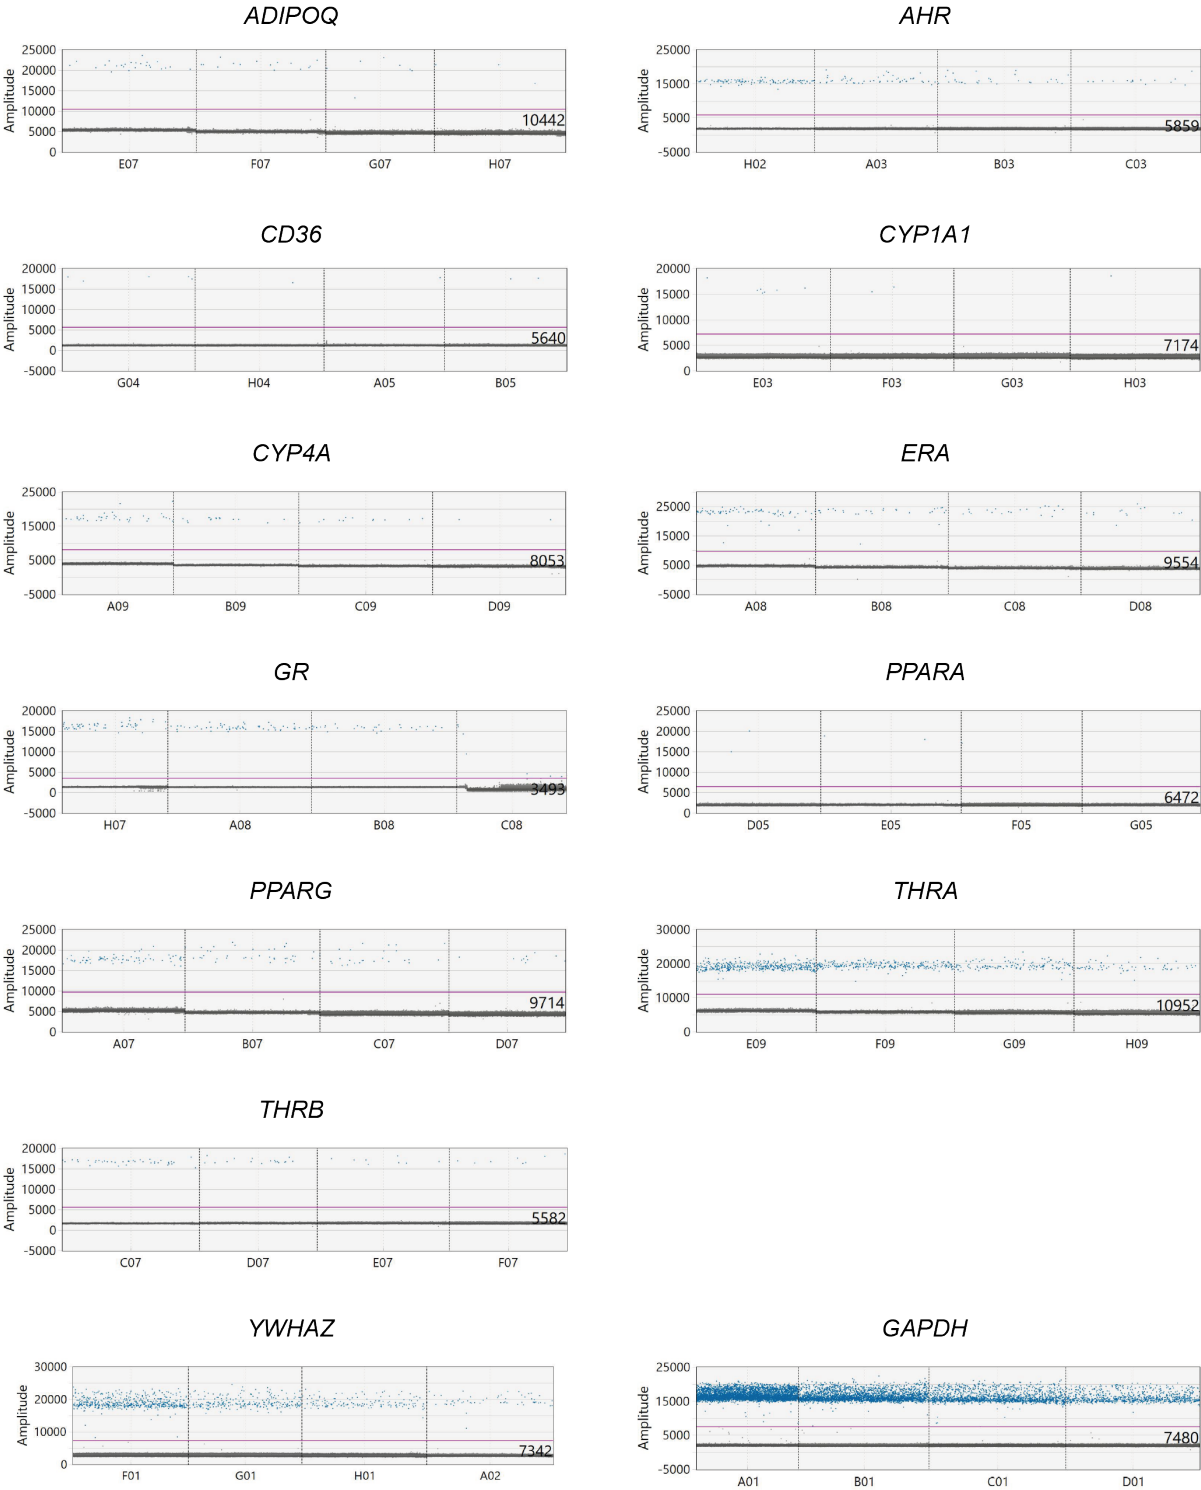 ADIPOQ
25000
20000
15000
10000
5000
0
Amplitude
10442
E07 F07 G07 H07
AHR
25000
15000
5000
-5000
Amplitude
5859
H02 A03 B03 C03
CD36
20000
15000
10000
5000
0
-5000
Amplitude
5640
G04 H04 A05 B05
CYP1A1
20000
15000
10000
5000
0
Amplitude
7174
E03 F03 G03 H03
CYP4A
25000
15000
5000
-5000
Amplitude
8053
A09 B09 C09 D09
ERA
25000
15000
5000
-5000
Amplitude
9554
A08 B08 C08 D08
GR
20000
15000
10000
5000
0
-5000
Amplitude
3493
H07 A08 B08 C08
PPARA
25000
20000
15000
10000
5000
0
Amplitude
6472
D05 E05 F05 G05
PPARG
25000
20000
15000
10000
5000
0
Amplitude
9714
A07 B07 C07 D07
THRA
30000
20000
10000
0
Amplitude
10952
E09 F09 G09 H09
THRB
20000
15000
10000
5000
0
-5000
Amplitude
5582
C07 D07 E07 F07
YWHAZ
30000
20000
10000
0
Amplitude
7342
F01 G01 H01 A02
GAPDH
25000
15000
5000
-5000
Amplitude
7480
A01 B01 C01 D01